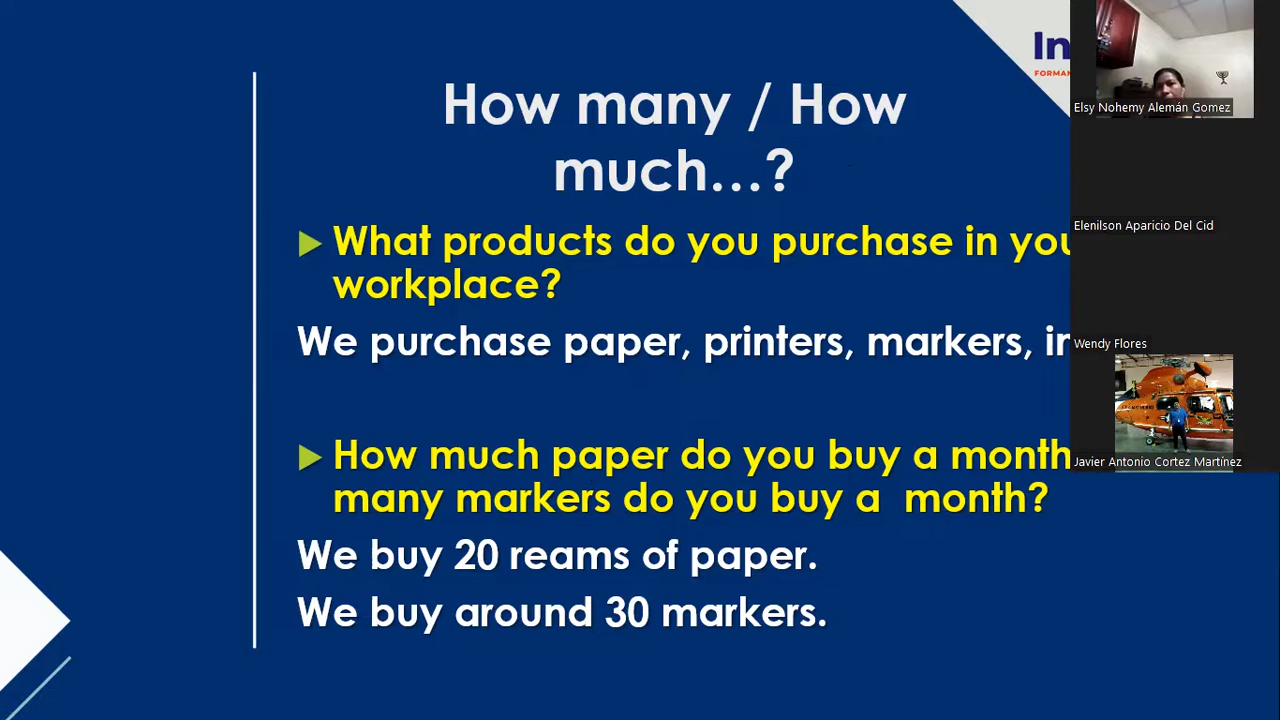 How many / How
much...?
What products do you purchase in you
workplace?
We purchase paper, printers, markers, in
How much paper do you buy a month
many markers do you buy a month?
We buy 20 reams of paper.
We buy around 30 markers.
In
FORMAN
Elsy Nohemy Alemán Gomez
Elenilson Aparicio Del Cid
Wendy Flores
Javier Antonio Cortez Martínez